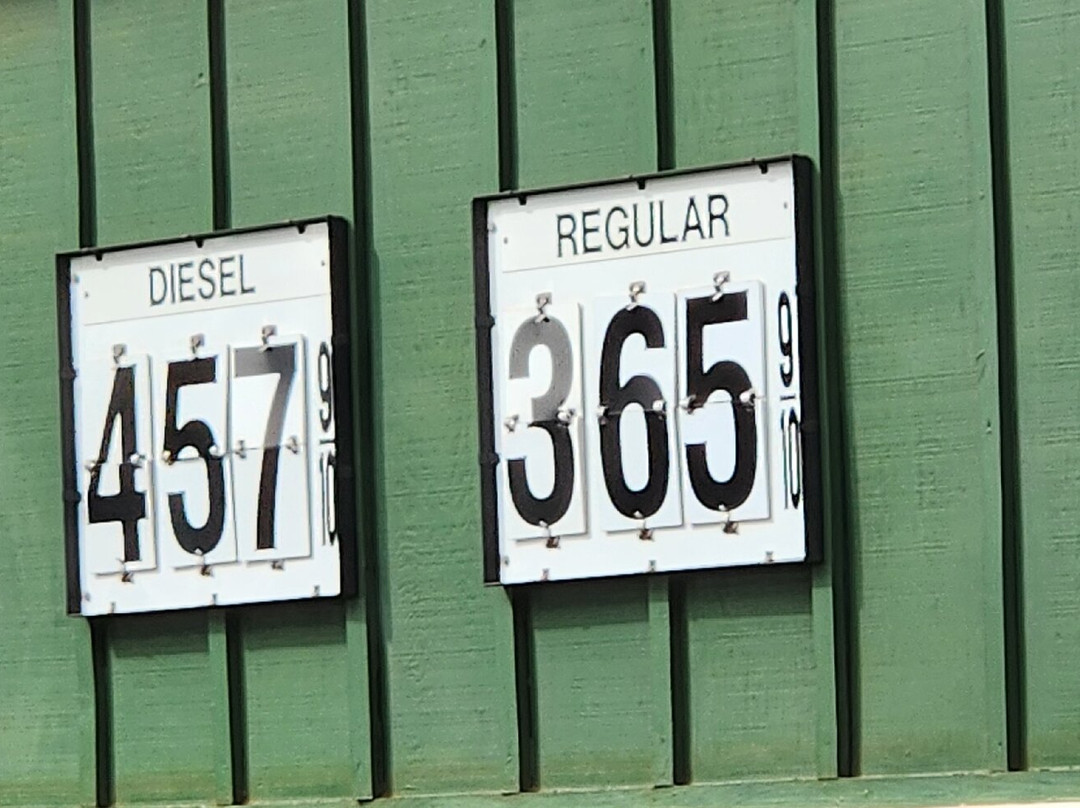 DIESEL
457 9/10
REGULAR
365 9/10